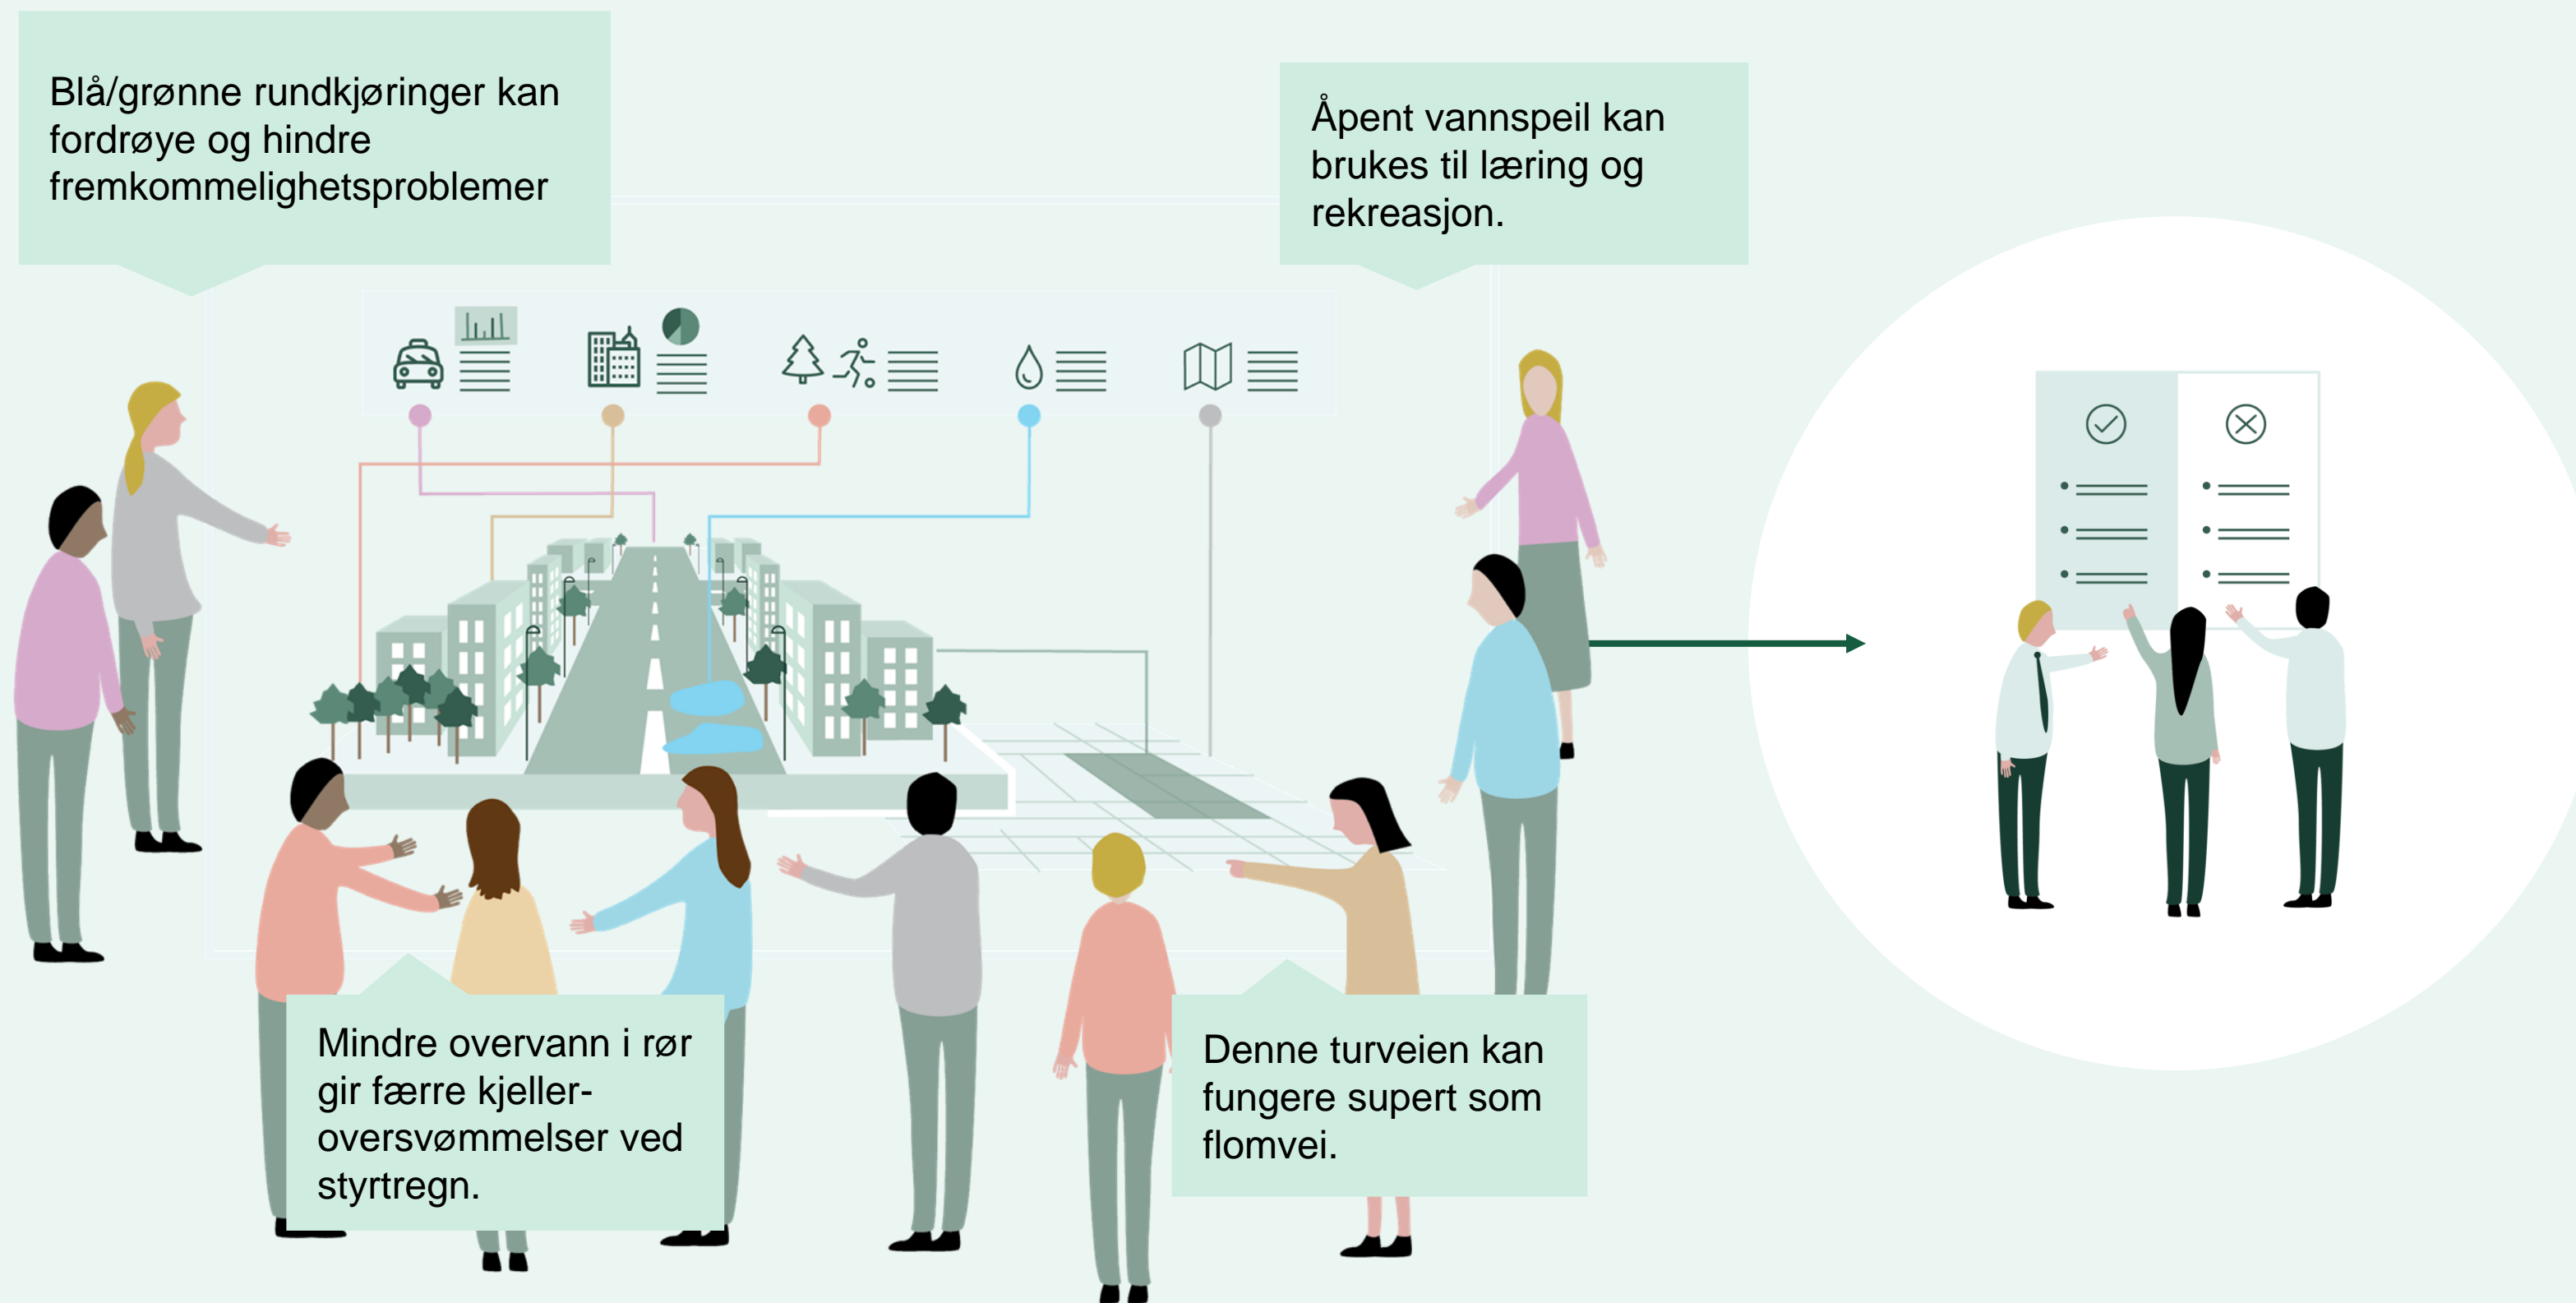 Blå/grønne rundkjøringer kan
fordrøye og hindre
fremkommelighetsproblemer
Åpent vannspeil kan
brukes til læring og
rekreasjon.
Mindre overvann i rør
gir færre kjeller-
oversvømmelser ved
styrtregn.
Denne turveien kan
fungere supert som
flomvei.